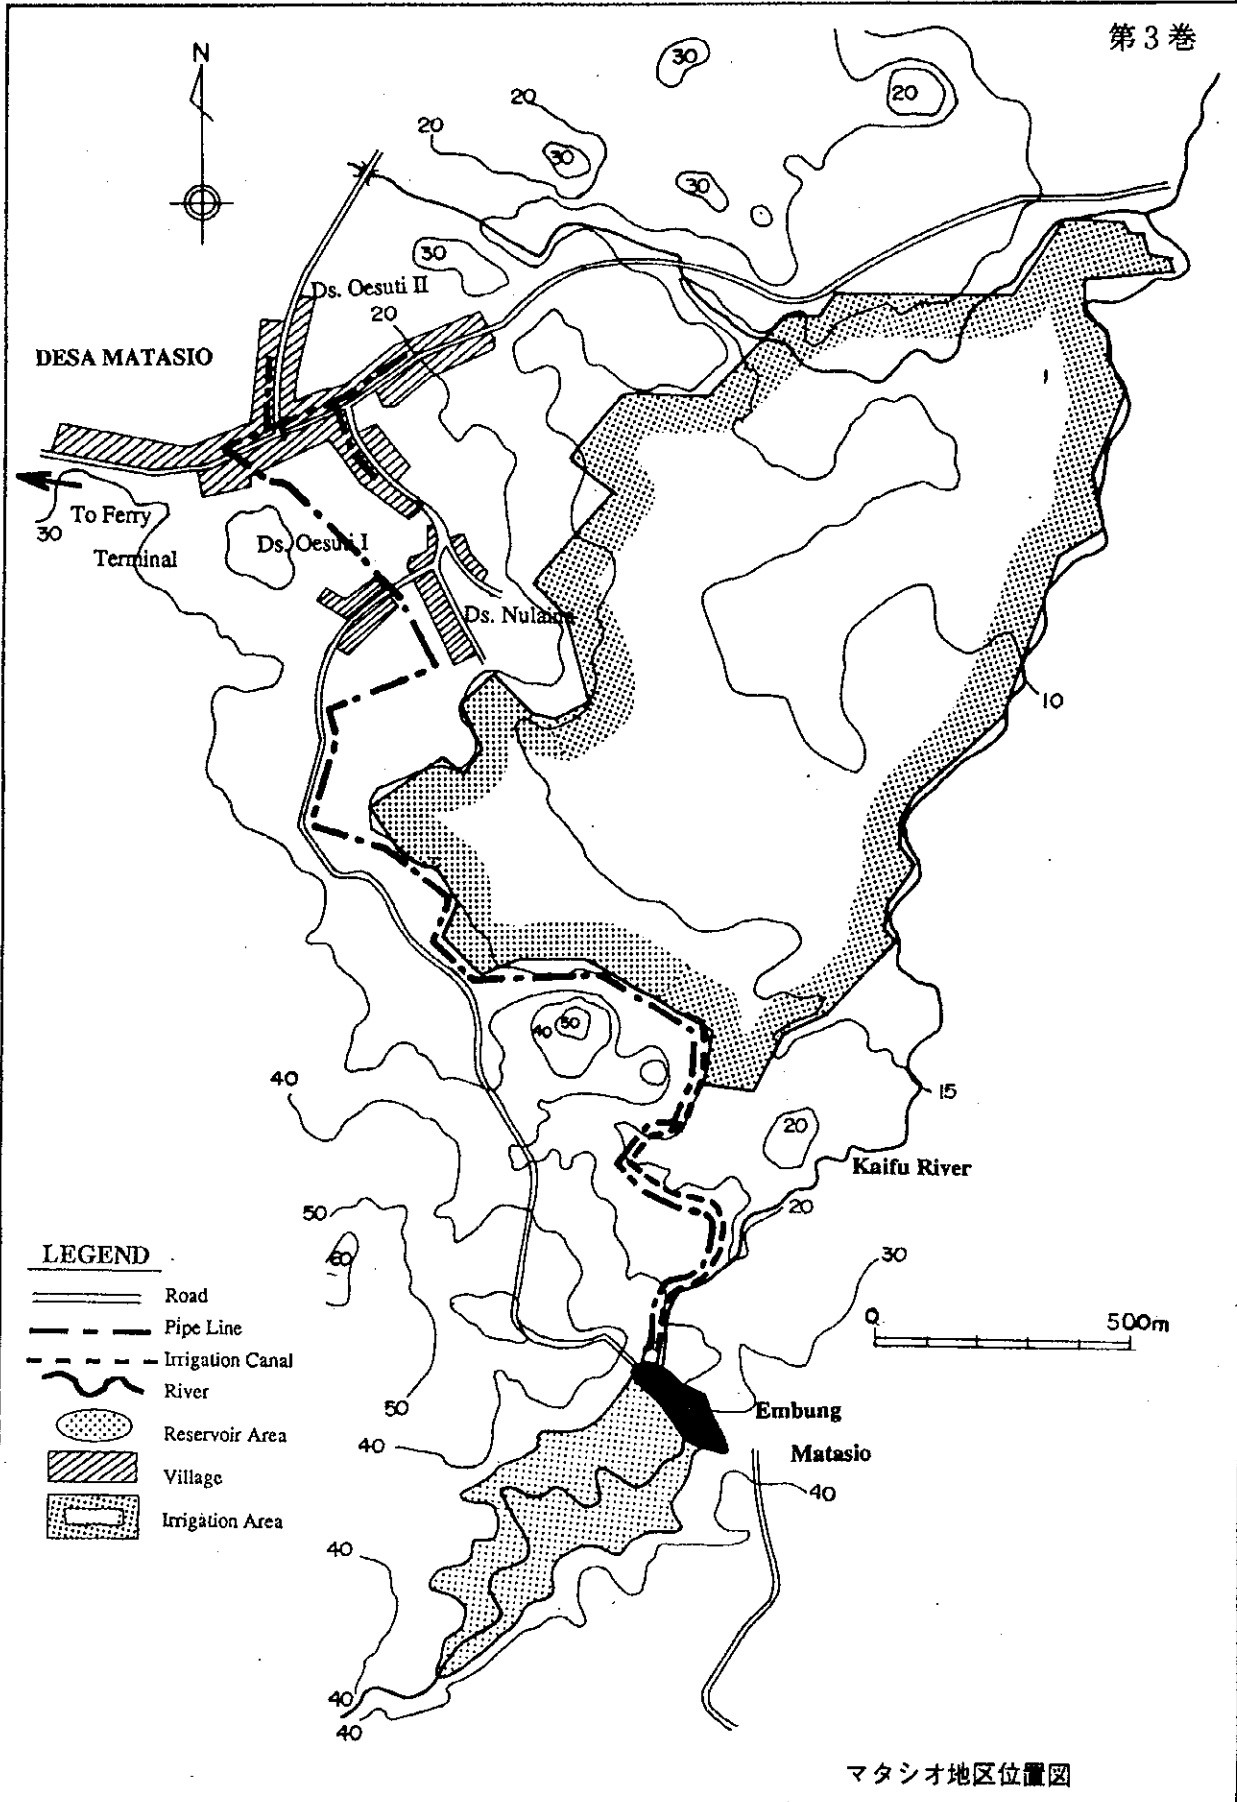 第3巻
N
30
20
20
20
30
30
30
Ds. Oesuti II
20
DESA MATASIO
30
To Ferry
Terminal
Ds. Oesuti I
Ds. Nulaina
10
40
50
40
15
20
Kaifu River
50
20
60
30
LEGEND
Road
Pipe Line
Irrigation Canal
River
Reservoir Area
Village
Irrigation Area
0
500m
50
Embung
Matasio
40
40
40
40
40
マタシオ地区位置図